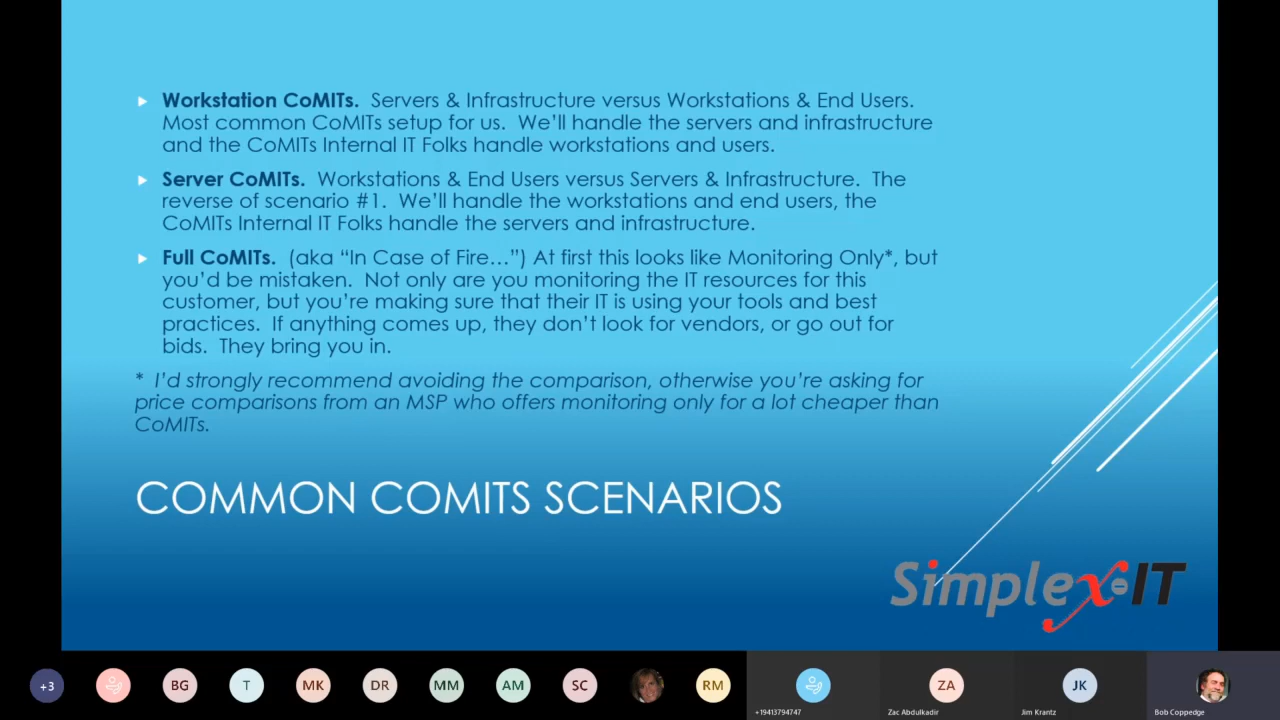 Workstation CoMITs. Servers & Infrastructure versus Workstations & End Users.
Most common CoMITs setup for us. We’ll handle the servers and infrastructure
and the CoMITs Internal IT Folks handle workstations and users.
Server CoMITs. Workstations & End Users versus Servers & Infrastructure. The
reverse of scenario #1. We’ll handle the workstations and end users, the
CoMITs Internal IT Folks handle the servers and infrastructure.
Full CoMITs. (aka “In Case of Fire…”) At first this looks like Monitoring Only*, but
you’d be mistaken. Not only are you monitoring the IT resources for this
customer, but you’re making sure that their IT is using your tools and best
practices. If anything comes up, they don’t look for vendors, or go out for
bids. They bring you in.
* I’d strongly recommend avoiding the comparison, otherwise you’re asking for
price comparisons from an MSP who offers monitoring only for a lot cheaper than
CoMITs.
COMMON COMITS SCENARIOS
Simplex-IT
+3 BG T MK DR MM AM SC RM ZA JK
+19413794747 Zac Abdulkadir Jim Krantz Bob Coppedge